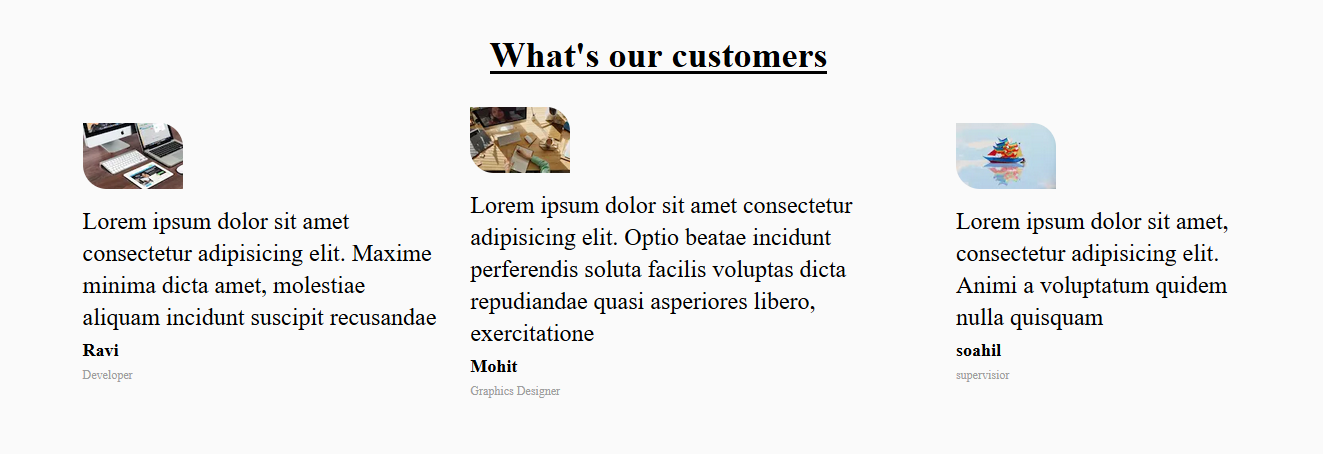 What's our customers
Lorem ipsum dolor sit amet
consectetur adipisicing elit. Maxime
minima dicta amet, molestiae
aliquam incidunt suscipit recusandae
Ravi
Developer
Lorem ipsum dolor sit amet consectetur
adipisicing elit. Optio beatae incidunt
perferendis soluta facilis voluptas dicta
repudiandae quasi asperiores libero,
exercitatione
Mohit
Graphics Designer
Lorem ipsum dolor sit amet,
consectetur adipisicing elit.
Animi a voluptatum quidem
nulla quisquam
soahil
supervisior